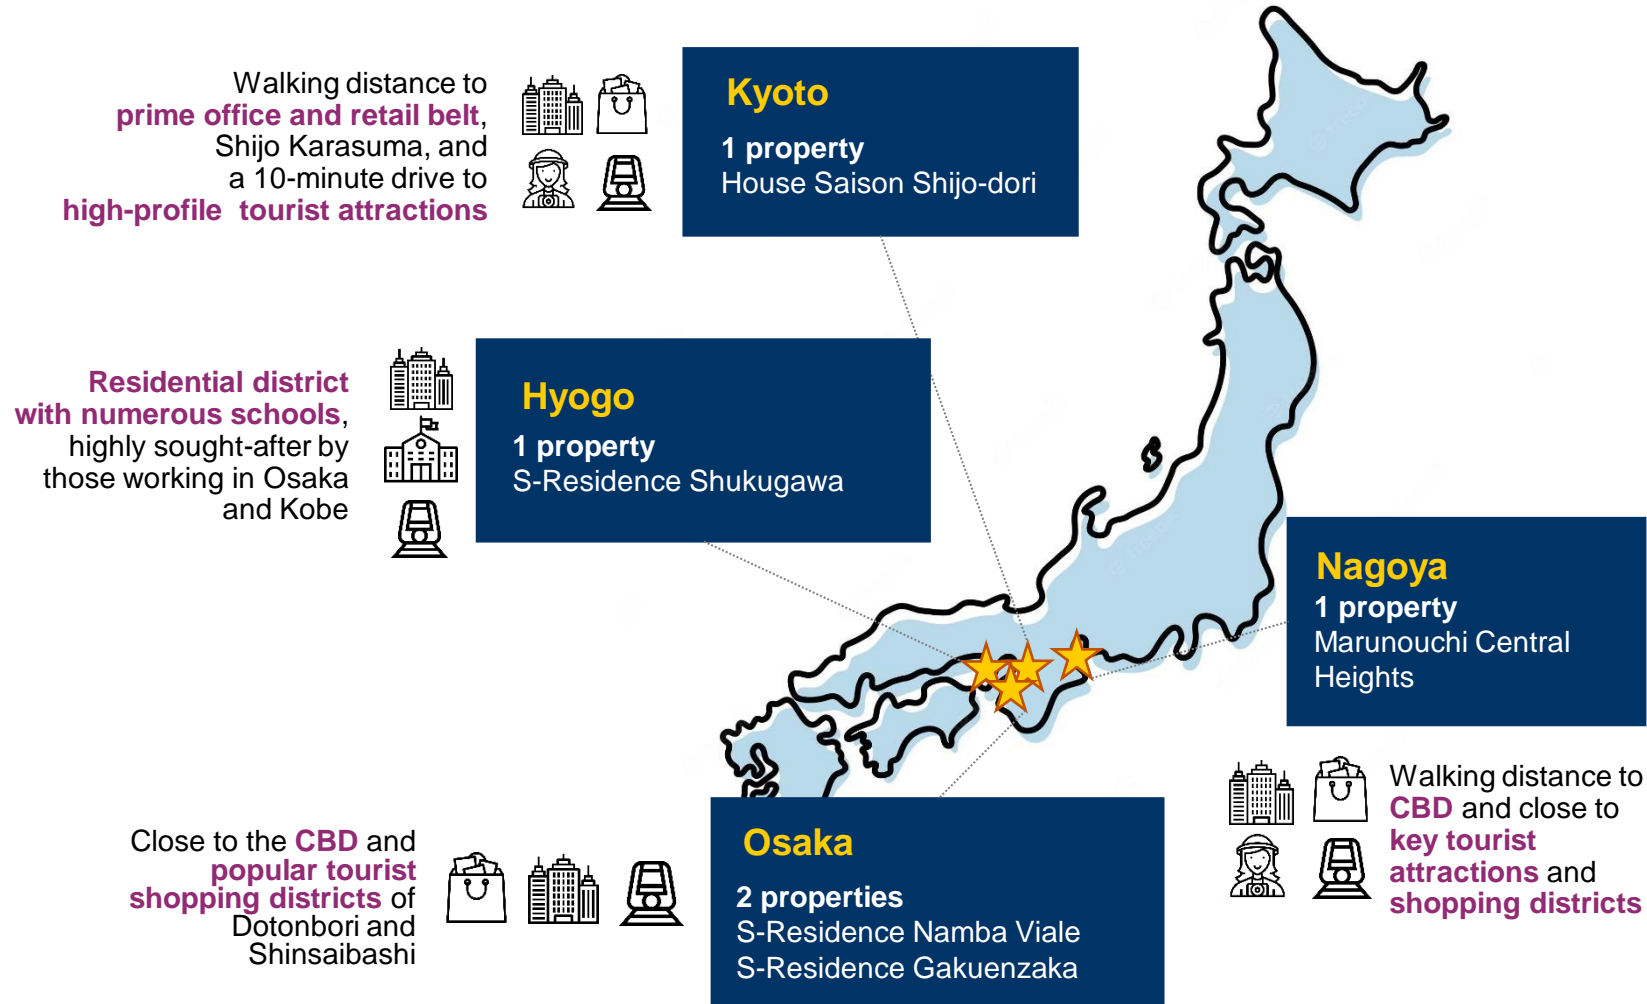 Walking distance to
prime office and retail belt,
Shijo Karasuma, and
a 10-minute drive to
high-profile tourist attractions
Kyoto
1 property
House Saison Shijo-dori
Residential district
with numerous schools,
highly sought-after by
those working in Osaka
and Kobe
Hyogo
1 property
S-Residence Shukugawa
Nagoya
1 property
Marunouchi Central
Heights
Walking distance to
CBD and close to
key tourist
attractions and
shopping districts
Close to the CBD and
popular tourist
shopping districts of
Dotonbori and
Shinsaibashi
Osaka
2 properties
S-Residence Namba Viale
S-Residence Gakuenzaka